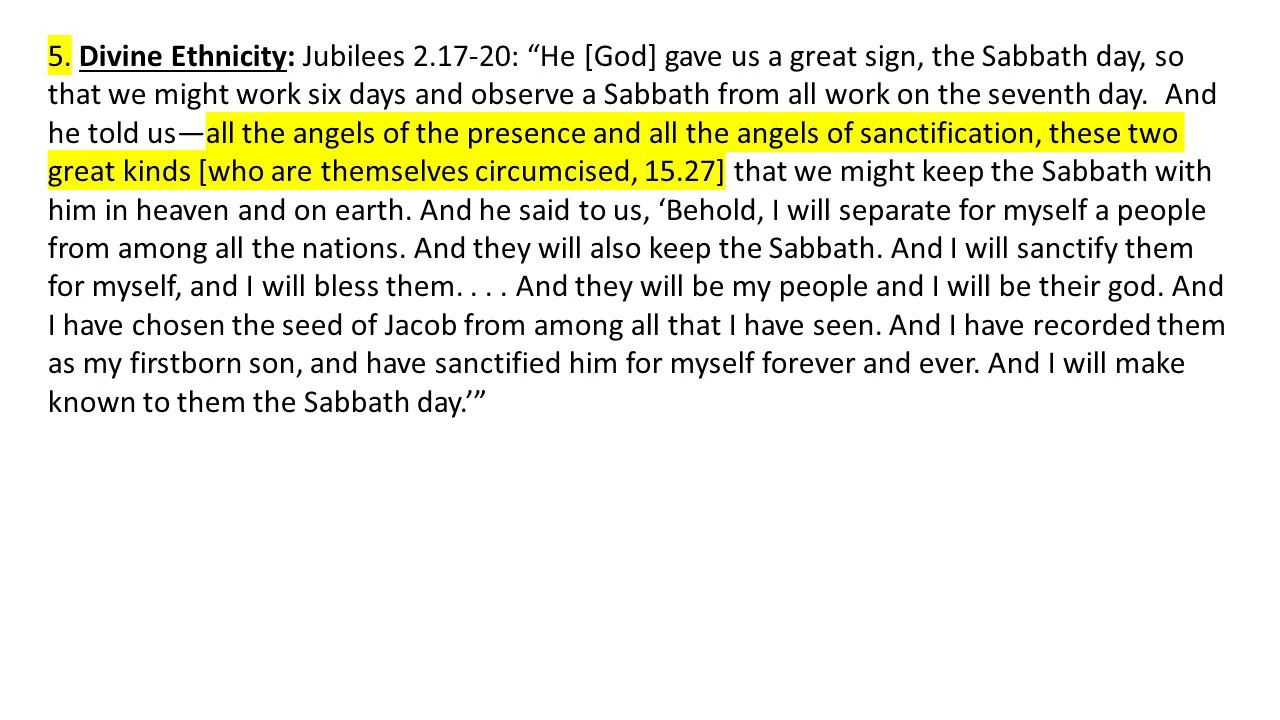 5. Divine Ethnicity: Jubilees 2.17-20: “He [God] gave us a great sign, the Sabbath day, so
that we might work six days and observe a Sabbath from all work on the seventh day.  And
he told us—all the angels of the presence and all the angels of sanctification, these two
great kinds [who are themselves circumcised, 15.27] that we might keep the Sabbath with
him in heaven and on earth. And he said to us, ‘Behold, I will separate for myself a people
from among all the nations. And they will also keep the Sabbath. And I will sanctify them
for myself, and I will bless them. . . . And they will be my people and I will be their god. And
I have chosen the seed of Jacob from among all that I have seen. And I have recorded them
as my firstborn son, and have sanctified him for myself forever and ever. And I will make
known to them the Sabbath day.’”